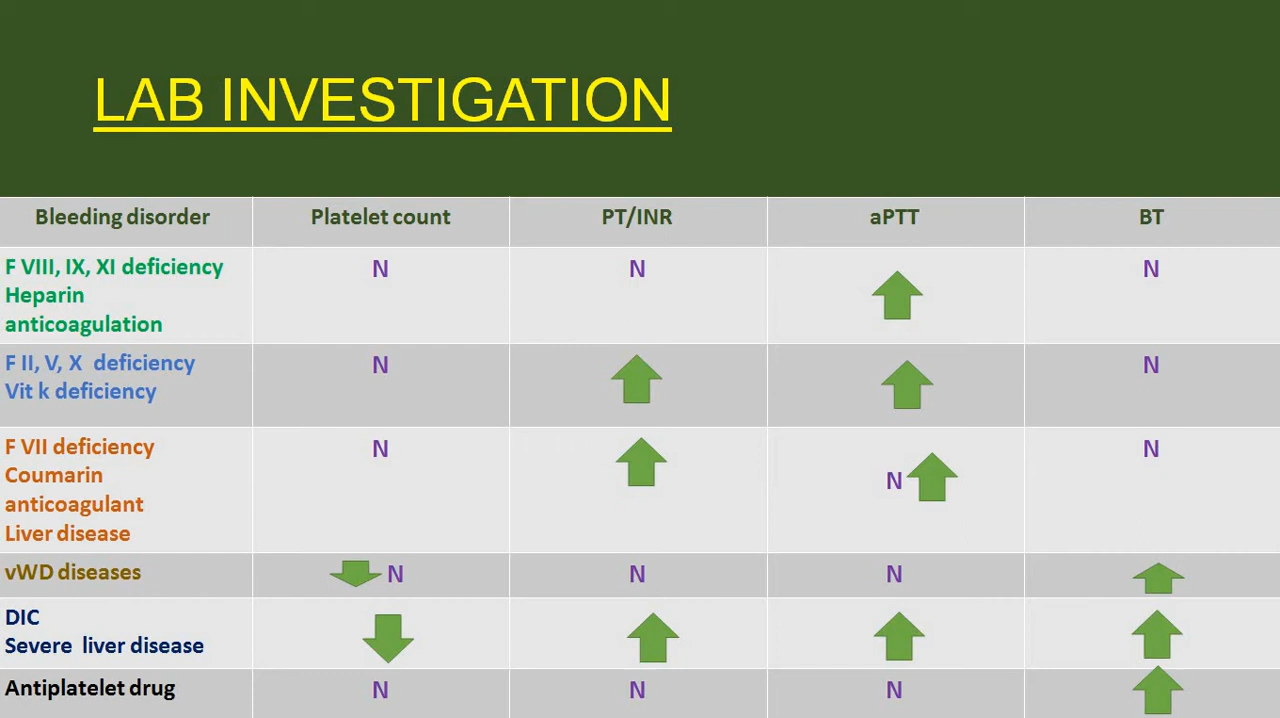 LAB INVESTIGATION
Bleeding disorder Platelet count PT/INR aPTT BT
F VIII, IX, XI deficiency N N N
Heparin
anticoagulation
F II, V, X deficiency N N
Vit k deficiency
F VII deficiency N N
Coumarin
N
anticoagulant
Liver disease
vWD diseases N N N
DIC
Severe liver disease
Antiplatelet drug N N N